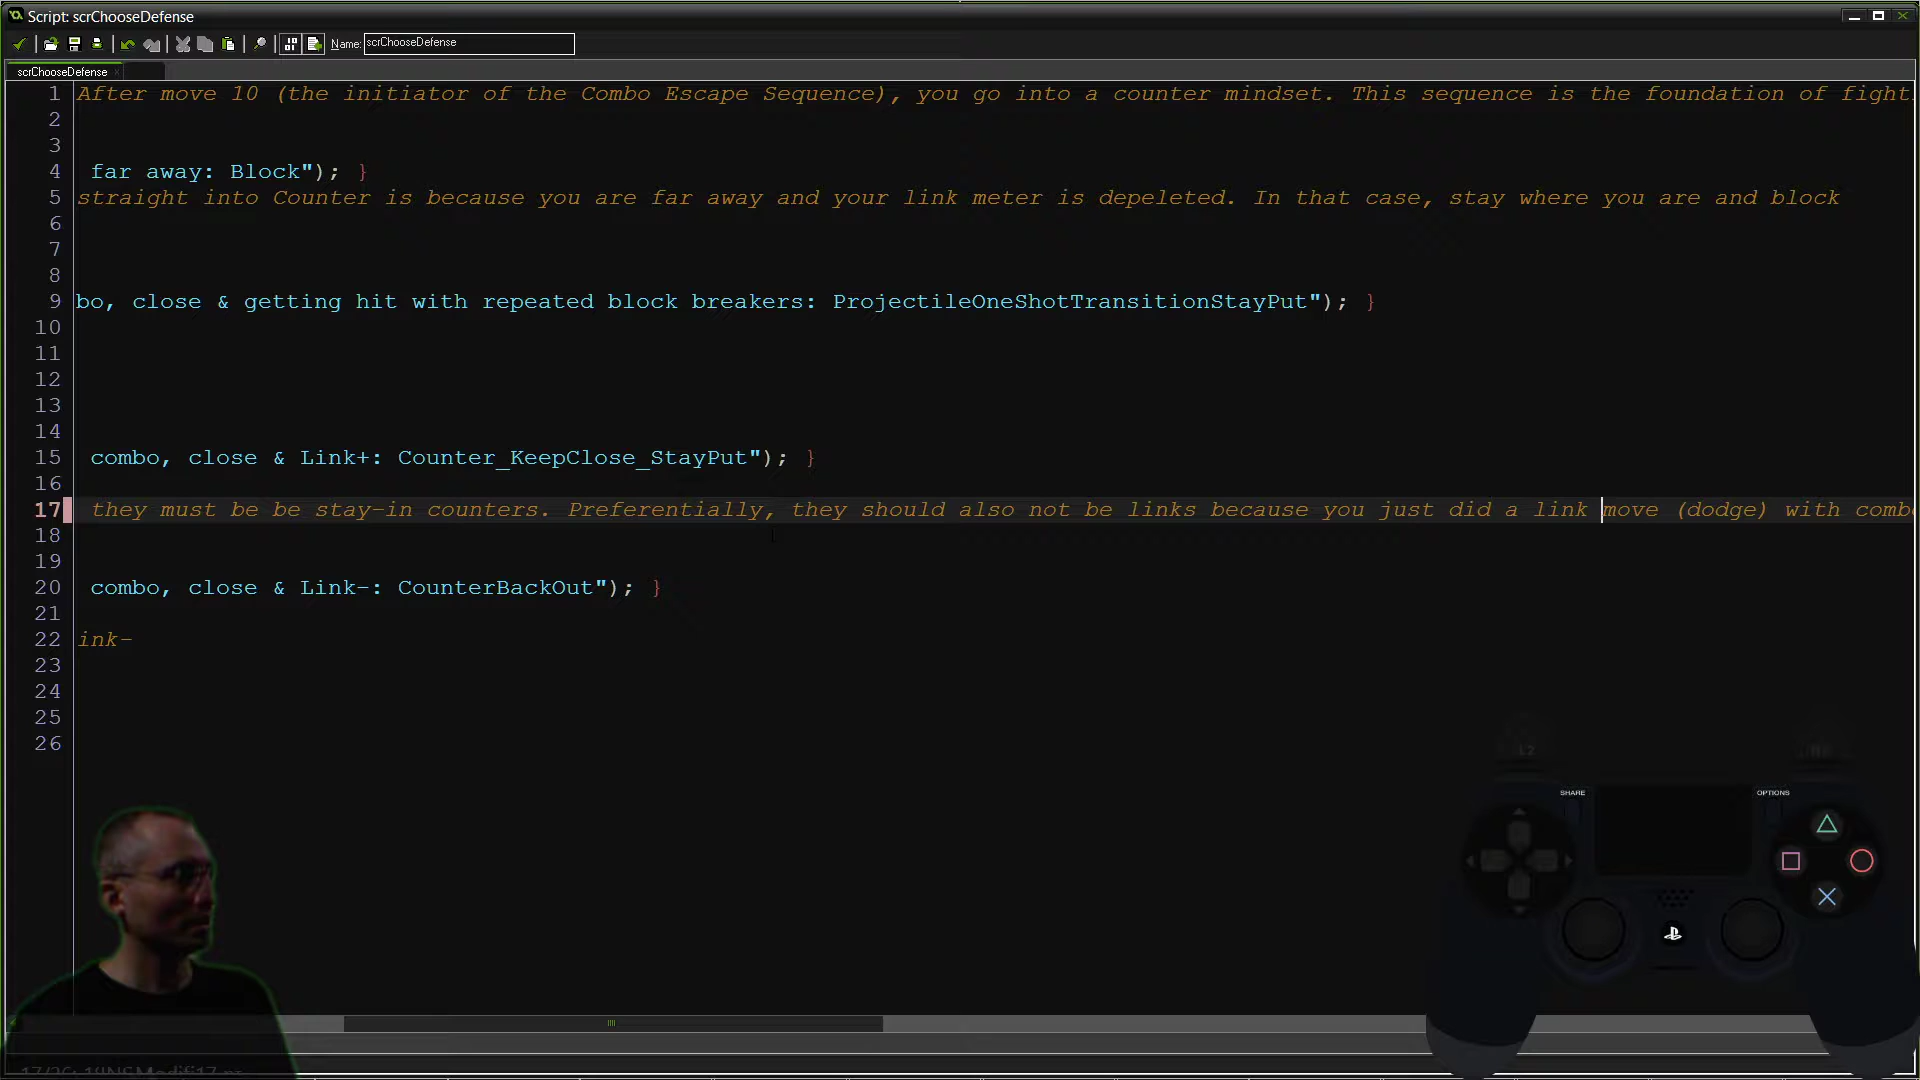 Script: scrChooseDefense
Name: scrChooseDefense
scrChooseDefense
1 After move 10 (the initiator of the Combo Escape Sequence), you go into a counter mindset. This sequence is the foundation of fight
2
3
4 far away: Block"); }
5 straight into Counter is because you are far away and your link meter is depeleted. In that case, stay where you are and block
6
7
8
9 bo, close & getting hit with repeated block breakers: ProjectileOneShotTransitionStayPut"); }
10
11
12
13
14
15 combo, close & Link+: Counter_KeepClose_StayPut"); }
16
17 they must be be stay-in counters. Preferentially, they should also not be links because you just did a link move (dodge) with comb
18
19
20 combo, close & Link-: CounterBackOut"); }
21
22 ink-
23
24
25
26
L2
SHARE
OPTIONS